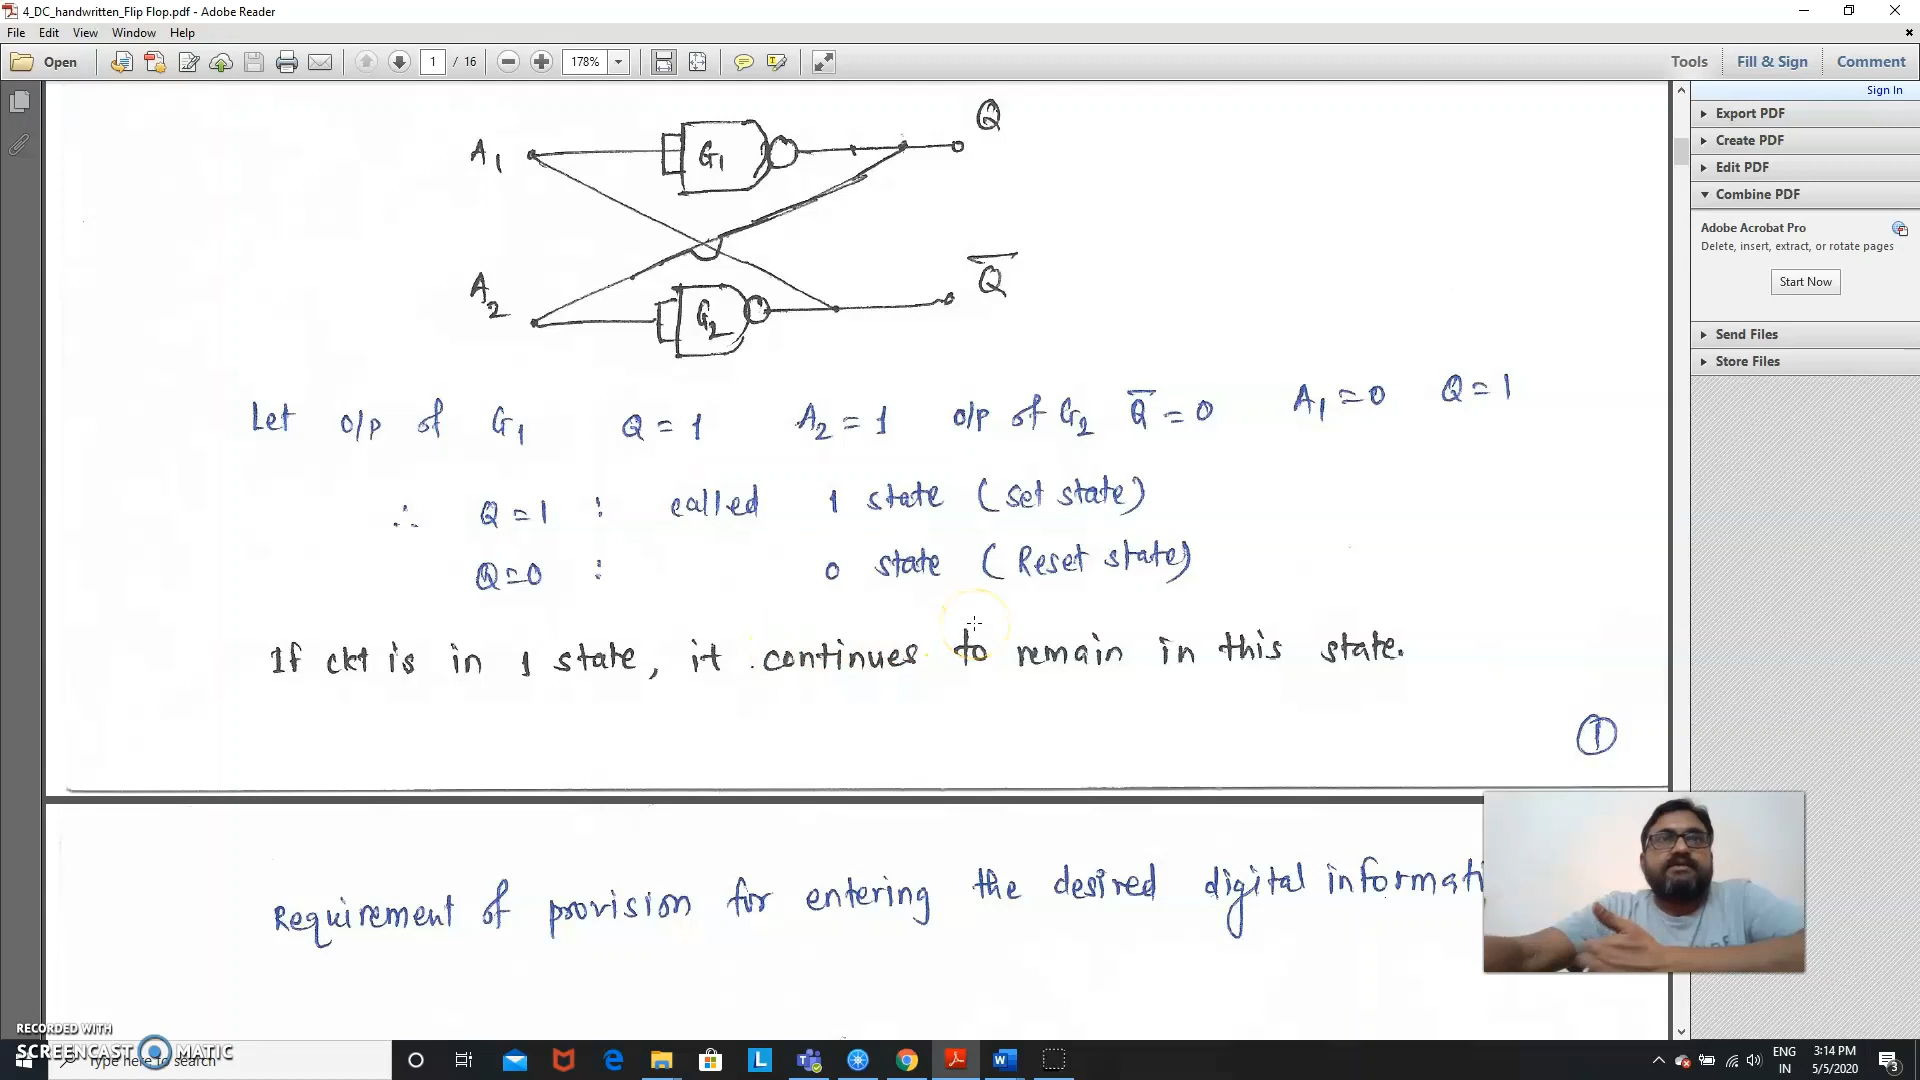 4_DC_handwritten_Flip Flop.pdf - Adobe Reader
File Edit View Window Help
Open 1 / 16 178% Tools Fill & Sign Comment
Sign In
Export PDF
Create PDF
Edit PDF
Combine PDF
Adobe Acrobat Pro
Delete, insert, extract, or rotate pages
Start Now
Send Files
Store Files
A1 G1 Q
A2 G2 Q̅
Let o/p of G1 Q = 1 A2 = 1 o/p of G2 Q̅ = 0 A1 = 0 Q = 1
∴ Q = 1 : called 1 state (set state)
Q = 0 : 0 state (Reset state)
If ckt is in 1 state, it continues to remain in this state.
1
Requirement of provision for entering the desired digital informati
RECORDED WITH
SCREENCAST MATIC
Type here to search
ENG
IN
3:14 PM
5/5/2020
3